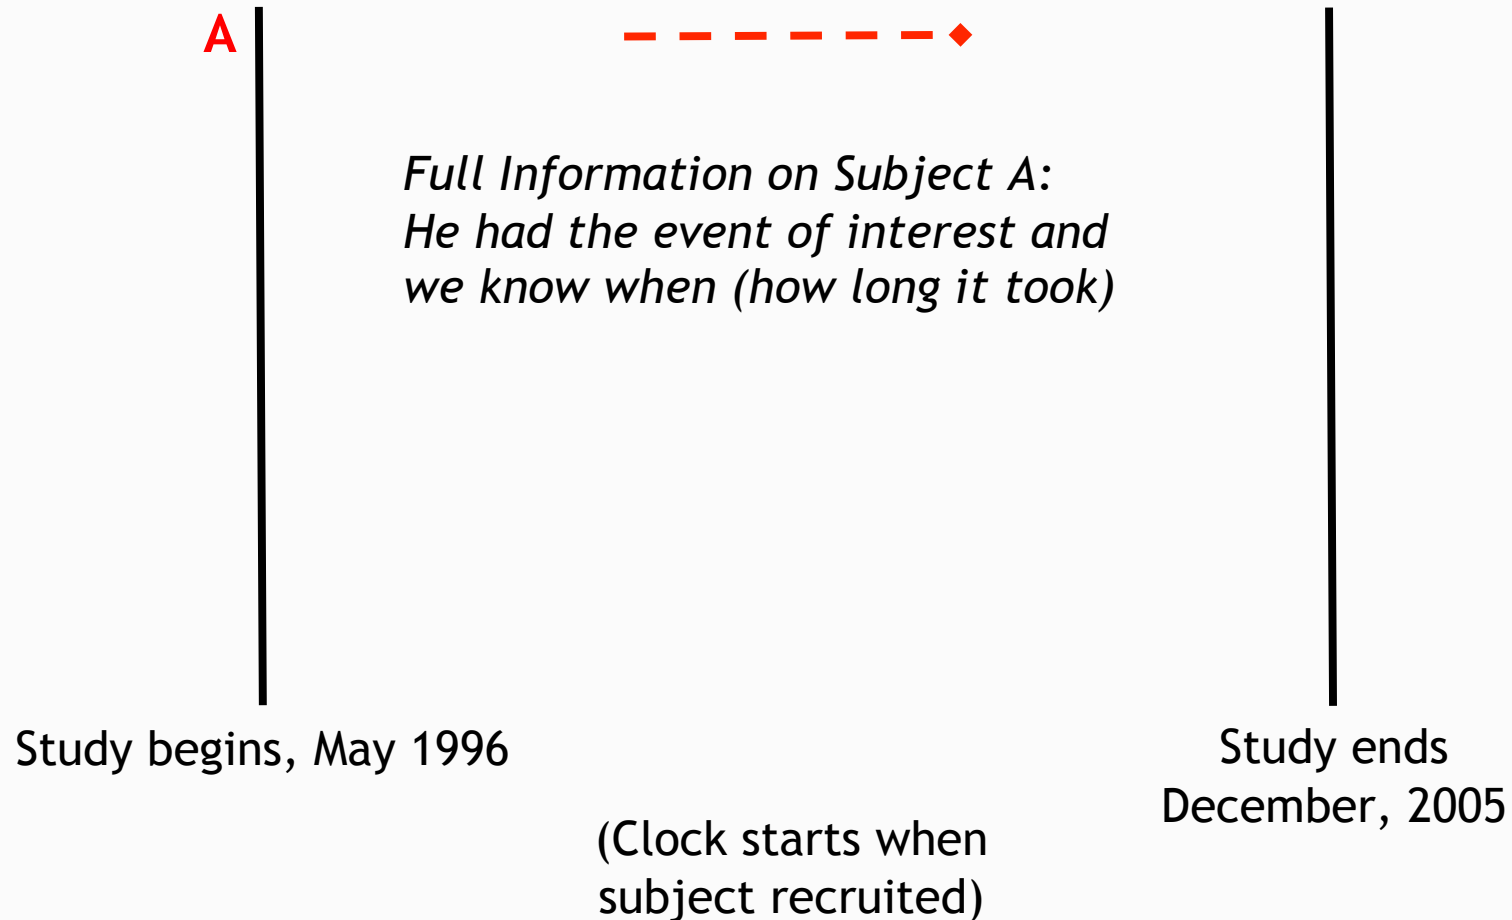 A
Full Information on Subject A:
He had the event of interest and
we know when (how long it took)
Study begins, May 1996
Study ends
December, 2005
(Clock starts when
subject recruited)